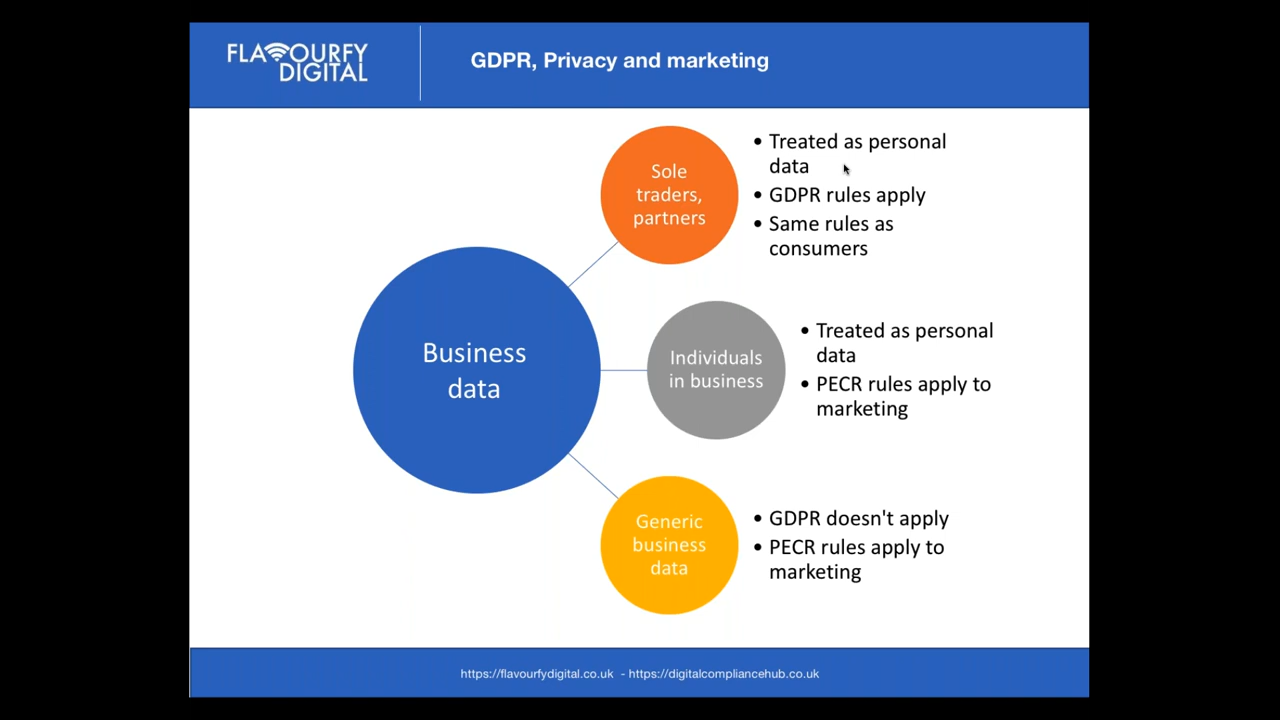 FLAVOURFY
DIGITAL
GDPR, Privacy and marketing
Business
data
Sole
traders,
partners
• Treated as personal
data
• GDPR rules apply
• Same rules as
consumers
Individuals
in business
• Treated as personal
data
• PECR rules apply to
marketing
Generic
business
data
• GDPR doesn't apply
• PECR rules apply to
marketing
https://flavourfydigital.co.uk - https://digitalcompliancehub.co.uk